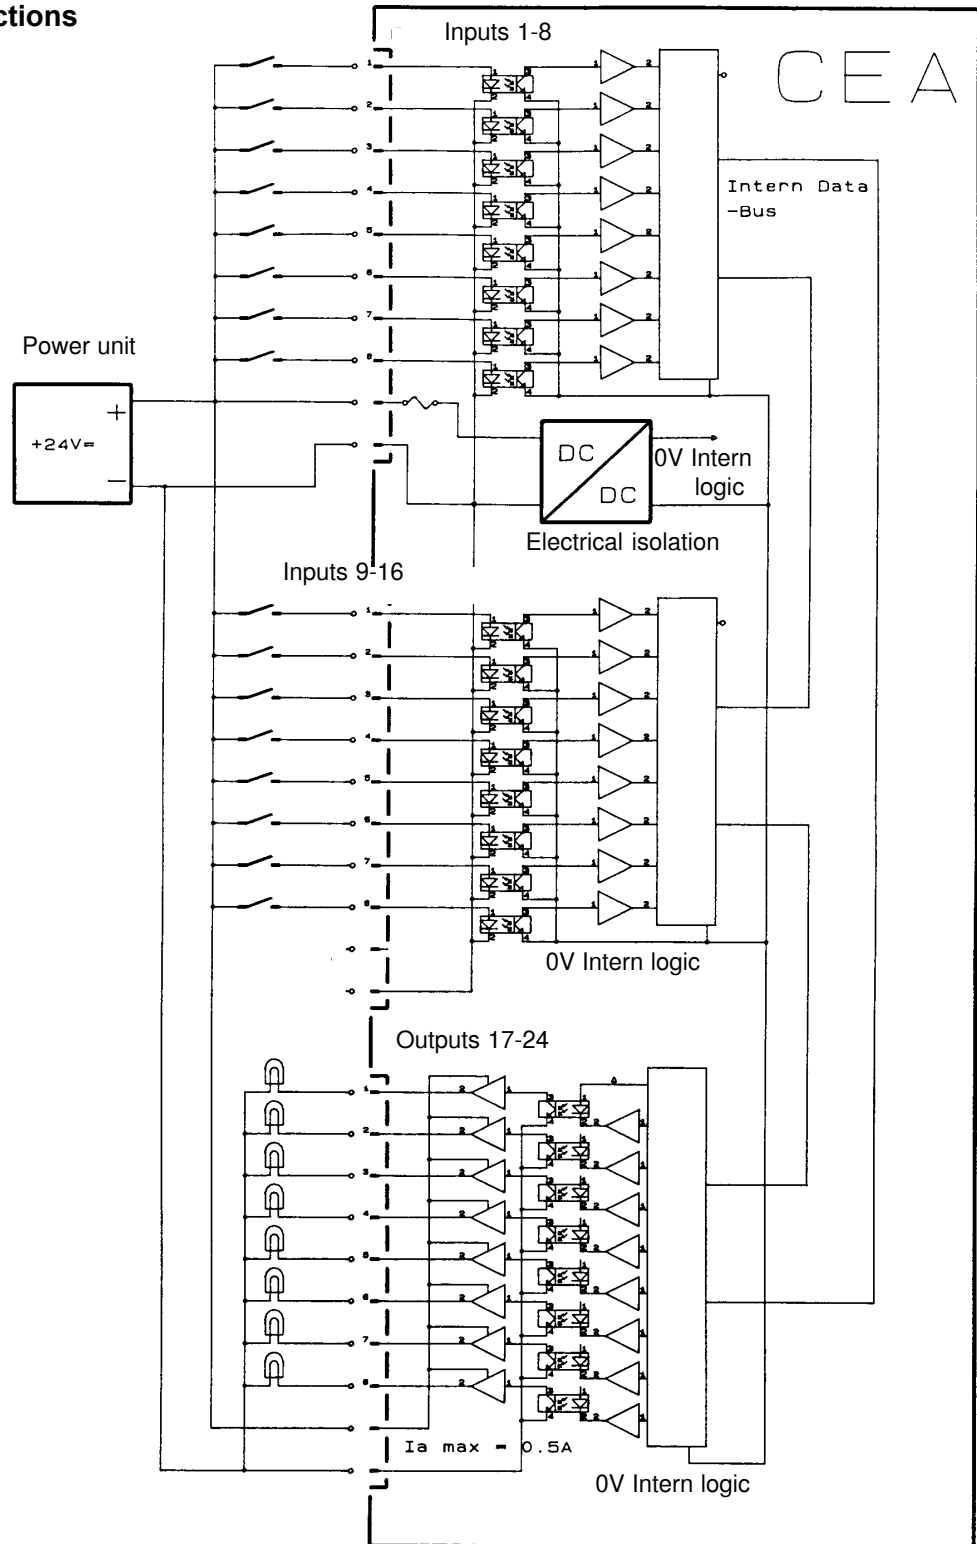 ctions
Inputs 1-8
CEA
Intern Data
-Bus
Power unit
+
+24V=
-
DC
DC
0V Intern
logic
Electrical isolation
Inputs 9-16
0V Intern logic
Outputs 17-24
Ia max = 0.5A
0V Intern logic